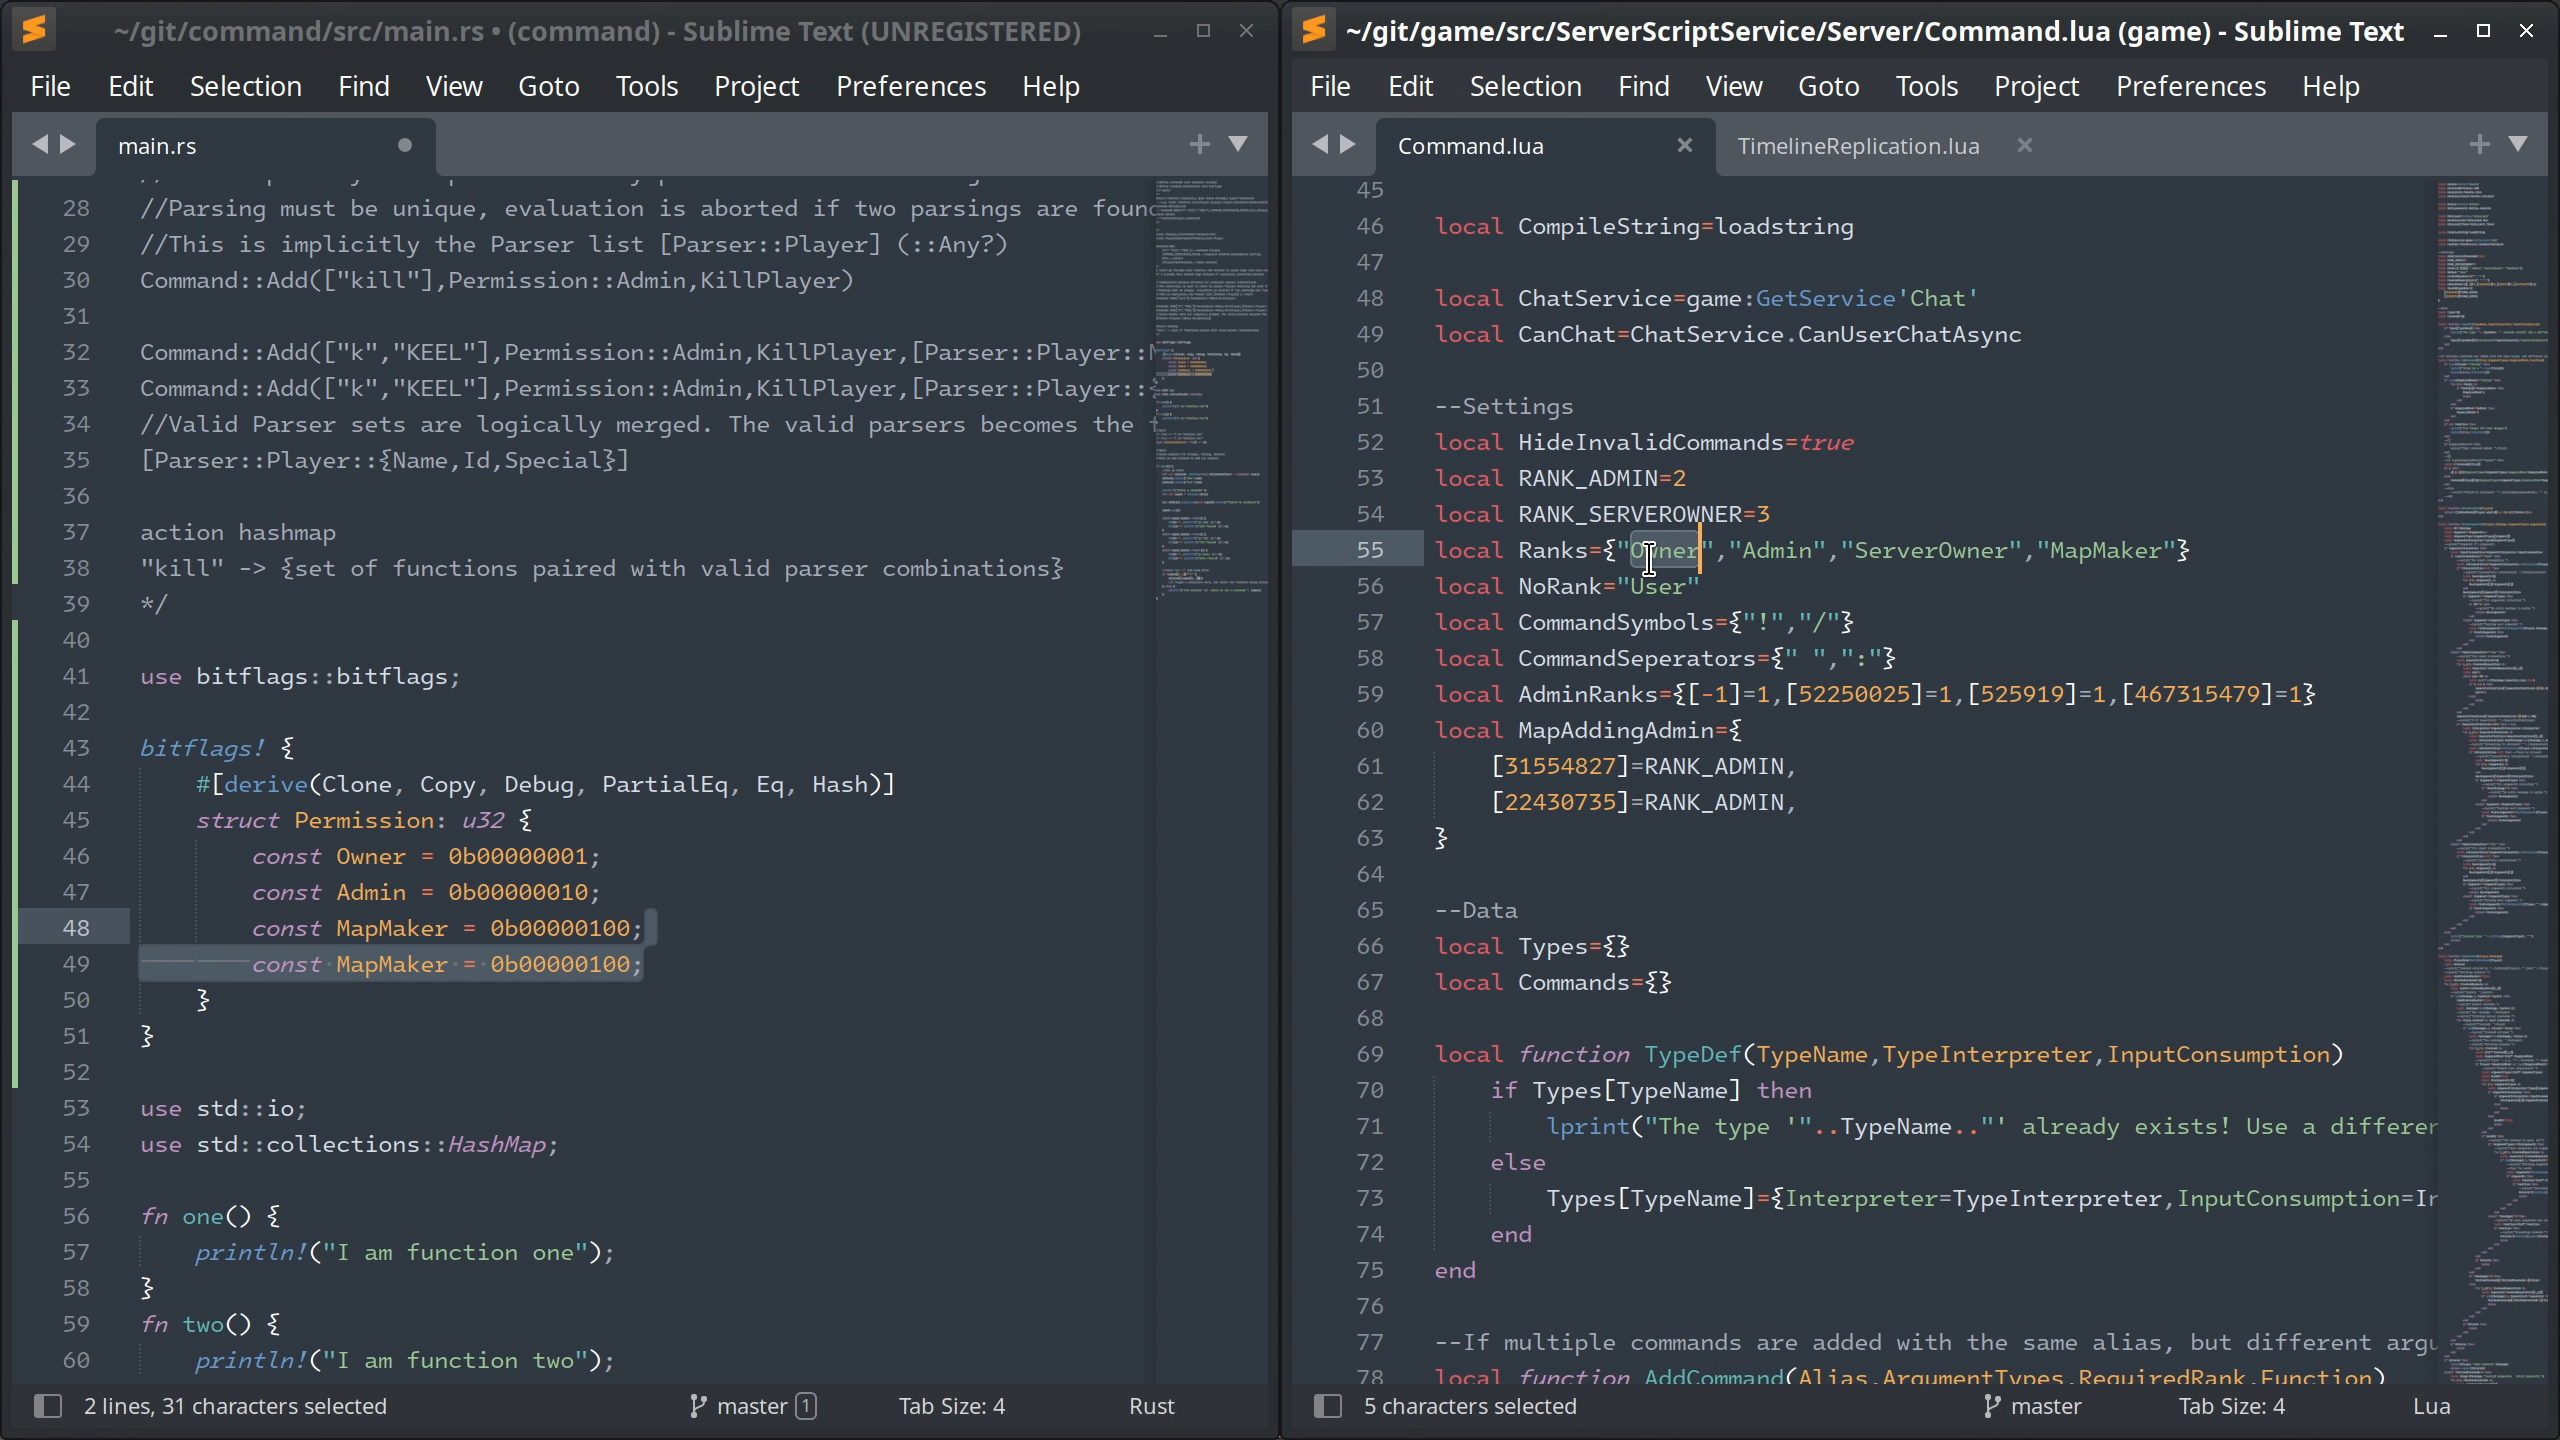 ~/git/command/src/main.rs • (command) - Sublime Text (UNREGISTERED)
File Edit Selection Find View Goto Tools Project Preferences Help
main.rs
28 //Parsing must be unique, evaluation is aborted if two parsings are found
29 //This is implicitly the Parser list [Parser::Player] (::Any?)
30 Command::Add(["kill"],Permission::Admin,KillPlayer)
31
32 Command::Add(["k","KEEL"],Permission::Admin,KillPlayer,[Parser::Player::
33 Command::Add(["k","KEEL"],Permission::Admin,KillPlayer,[Parser::Player::
34 //Valid Parser sets are logically merged. The valid parsers becomes the
35 [Parser::Player::{Name,Id,Special}]
36
37 action hashmap
38 "kill" -> {set of functions paired with valid parser combinations}
39 */
40
41 use bitflags::bitflags;
42
43 bitflags! {
44 #[derive(Clone, Copy, Debug, PartialEq, Eq, Hash)]
45 struct Permission: u32 {
46 const Owner = 0b00000001;
47 const Admin = 0b00000010;
48 const MapMaker = 0b00000100;
49 const MapMaker = 0b00000100;
50 }
51 }
52
53 use std::io;
54 use std::collections::HashMap;
55
56 fn one() {
57 println!("I am function one");
58 }
59 fn two() {
60 println!("I am function two");
2 lines, 31 characters selected master 1 Tab Size: 4 Rust
~/git/game/src/ServerScriptService/Server/Command.lua (game) - Sublime Text
File Edit Selection Find View Goto Tools Project Preferences Help
Command.lua TimelineReplication.lua
45
46 local CompileString=loadstring
47
48 local ChatService=game:GetService'Chat'
49 local CanChat=ChatService.CanUserChatAsync
50
51 --Settings
52 local HideInvalidCommands=true
53 local RANK_ADMIN=2
54 local RANK_SERVEROWNER=3
55 local Ranks={"Owner","Admin","ServerOwner","MapMaker"}
56 local NoRank="User"
57 local CommandSymbols={"!","/"}
58 local CommandSeperators={" ",":"}
59 local AdminRanks={[-1]=1,[52250025]=1,[525919]=1,[467315479]=1}
60 local MapAddingAdmin={
61 [31554827]=RANK_ADMIN,
62 [22430735]=RANK_ADMIN,
63 }
64
65 --Data
66 local Types={}
67 local Commands={}
68
69 local function TypeDef(TypeName,TypeInterpreter,InputConsumption)
70 if Types[TypeName] then
71 lprint("The type '"..TypeName.."' already exists! Use a differen
72 else
73 Types[TypeName]={Interpreter=TypeInterpreter,InputConsumption=In
74 end
75 end
76
77 --If multiple commands are added with the same alias, but different argu
78 local function AddCommand(Alias,ArgumentTypes,RequiredRank,Function)
5 characters selected master Tab Size: 4 Lua